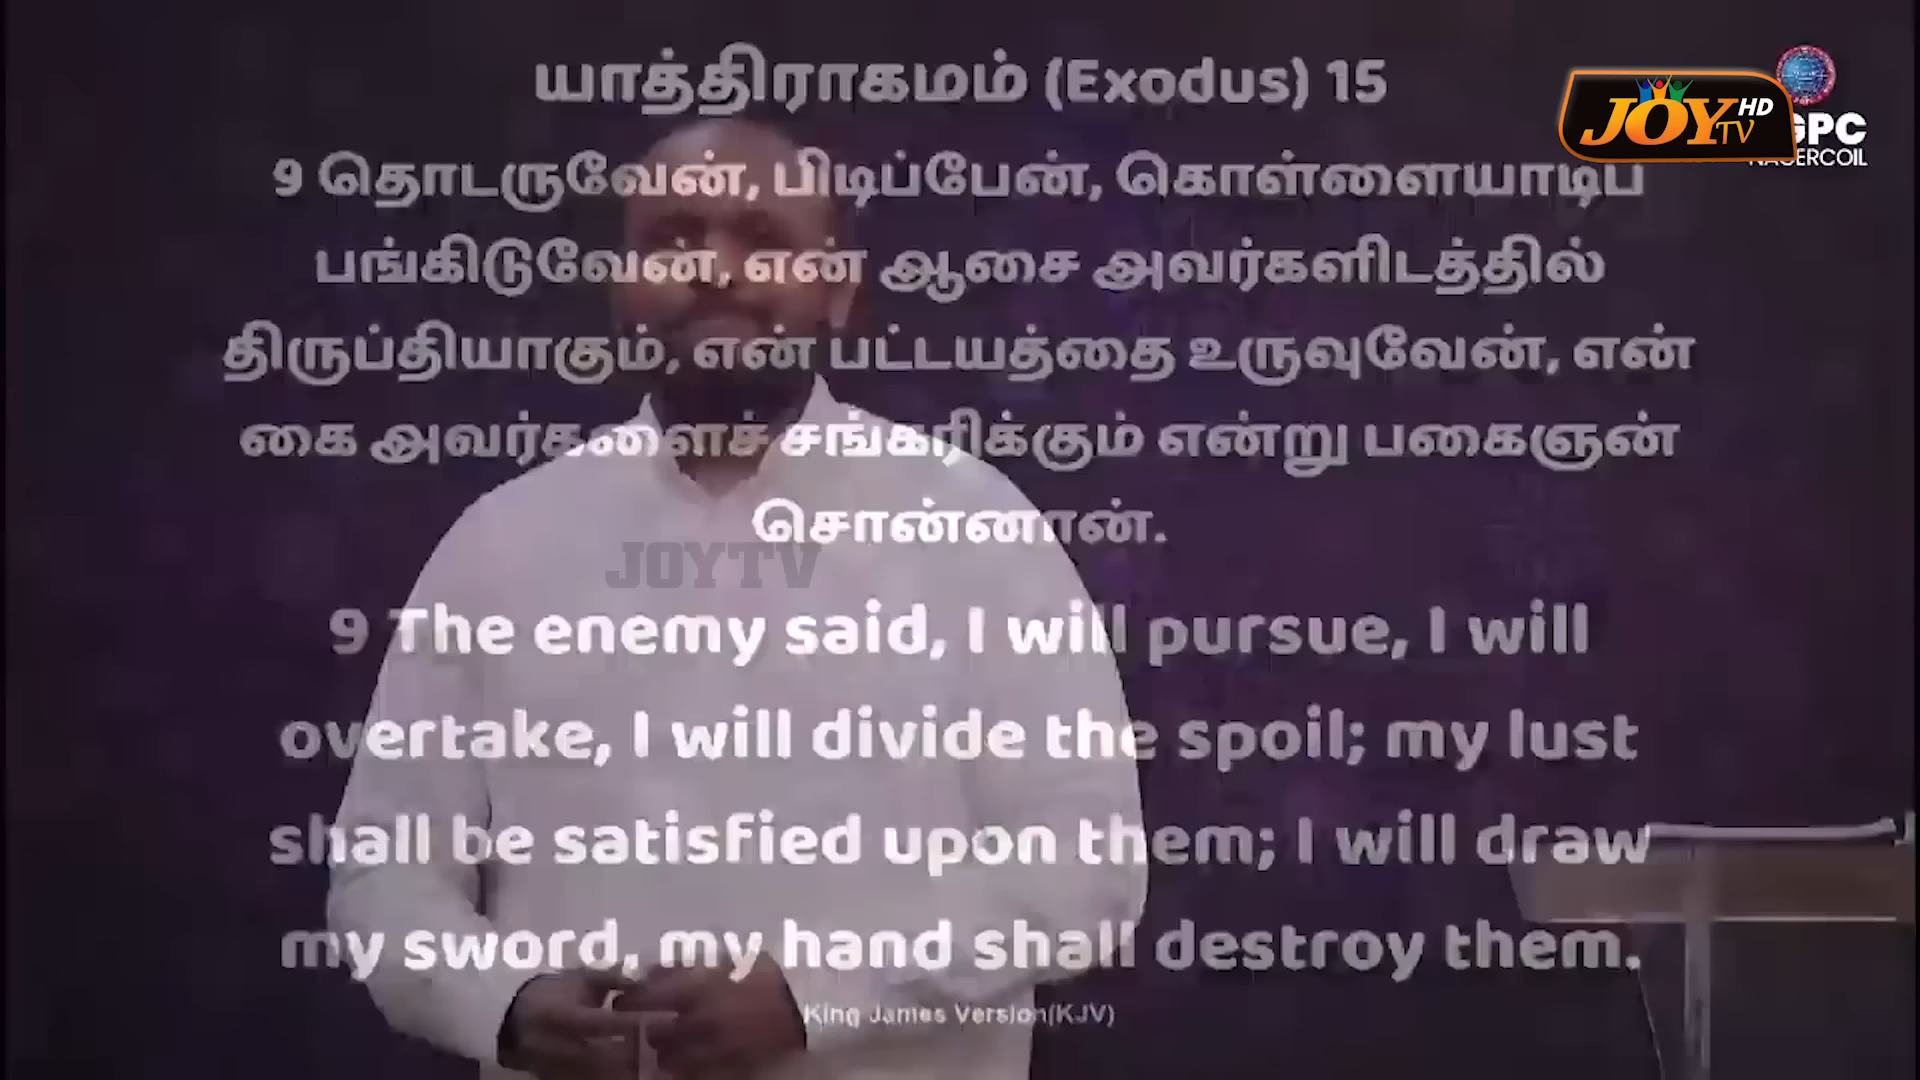 யாத்திராகமம் (Exodus) 15
9 தொடருவேன், பிடிப்பேன், கொள்ளையாடிப்
பங்கிடுவேன், என் ஆசை அவர்களிடத்தில்
திருப்தியாகும், என் பட்டயத்தை உருவுவேன், என்
கை அவர்களைச் சங்கரிக்கும் என்று பகைஞன்
சொன்னான்.
9 The enemy said, I will pursue, I will
overtake, I will divide the spoil; my lust
shall be satisfied upon them; I will draw
my sword, my hand shall destroy them.
King James Version(KJV)
JOY TV HD
GPC
NAGERCOIL
JOYTV